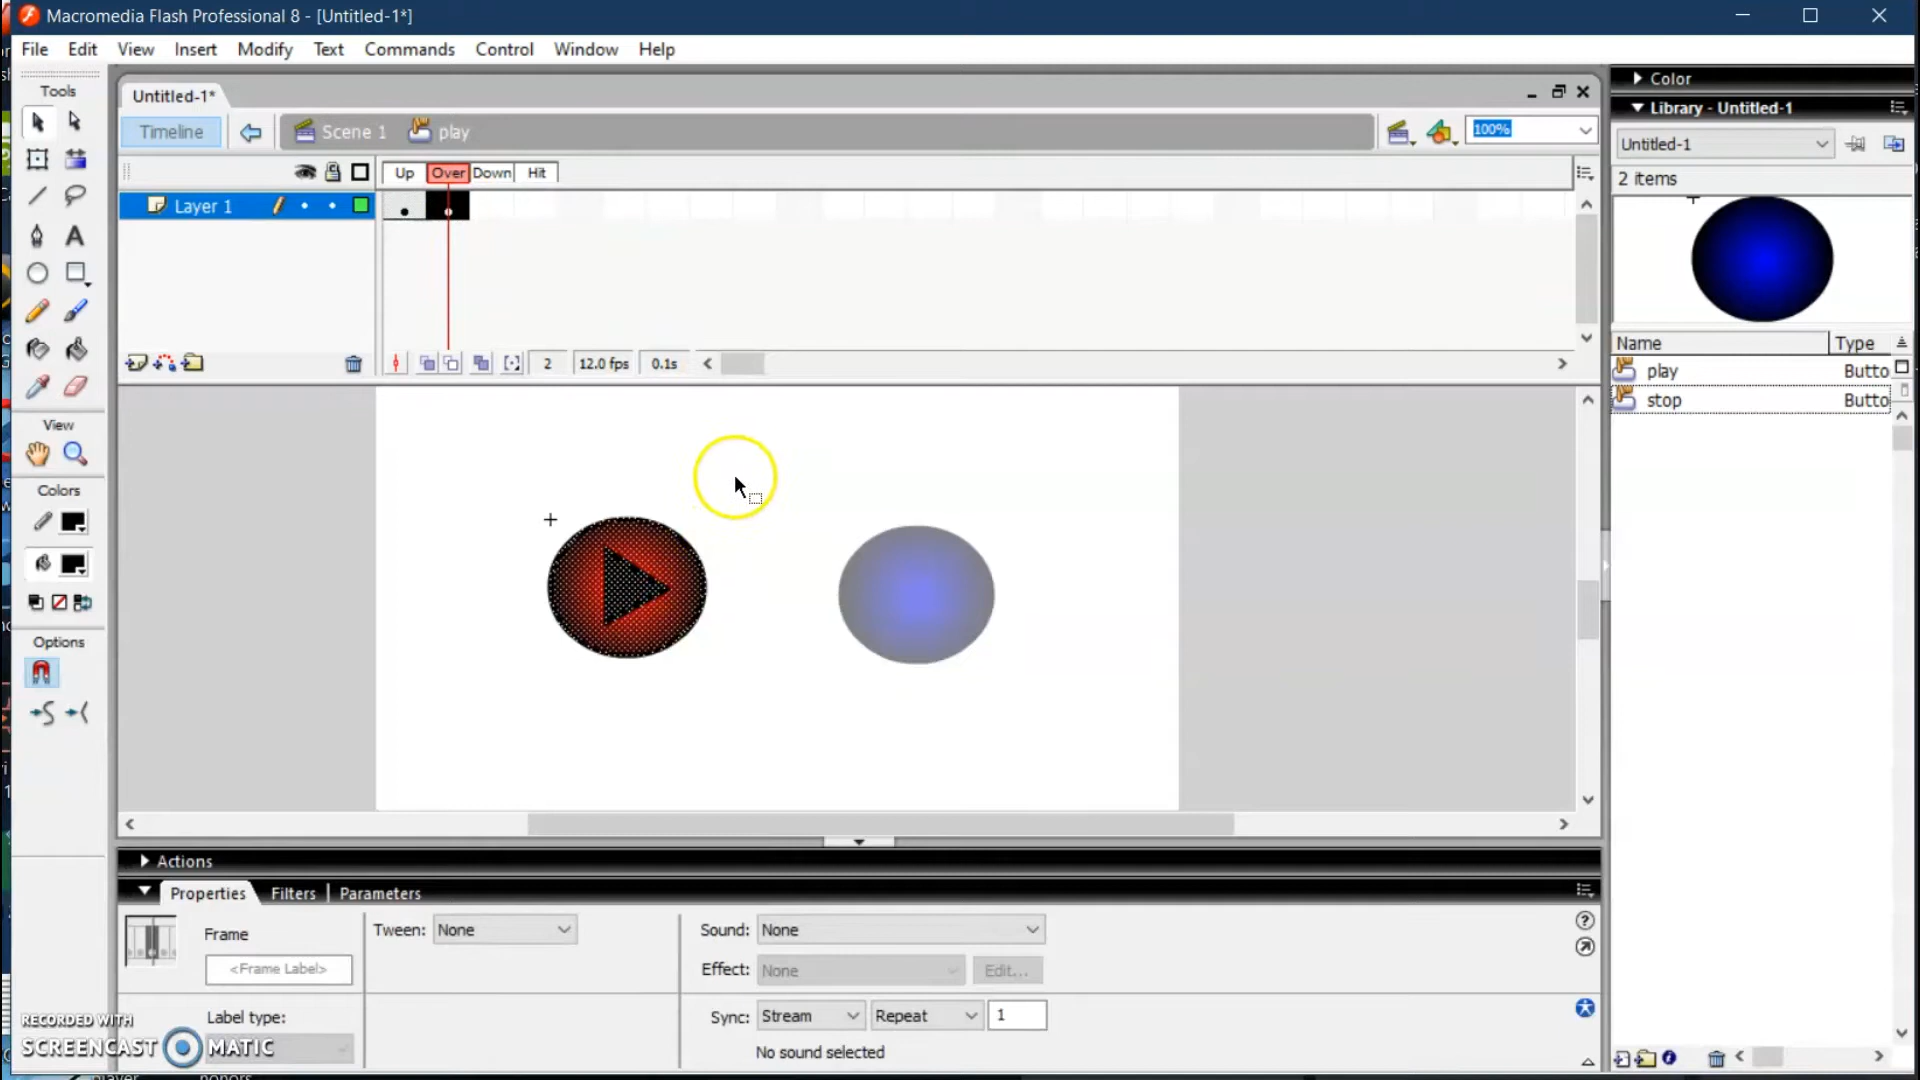 Macromedia Flash Professional 8 - [Untitled-1*]
File Edit View Insert Modify Text Commands Control Window Help
Tools
Untitled-1*
Timeline Scene 1 play 100%
Up Over Down Hit
Layer 1
2 12.0 fps 0.1s
View
Colors
Options
Color
Library - Untitled-1
Untitled-1
2 items
Name Type
play Butto
stop Butto
Actions
Properties Filters Parameters
Frame
<Frame Label>
Label type:
Tween: None
Sound: None
Effect: None Edit...
Sync: Stream Repeat 1
No sound selected
RECORDED WITH
SCREENCAST MATIC
player honors